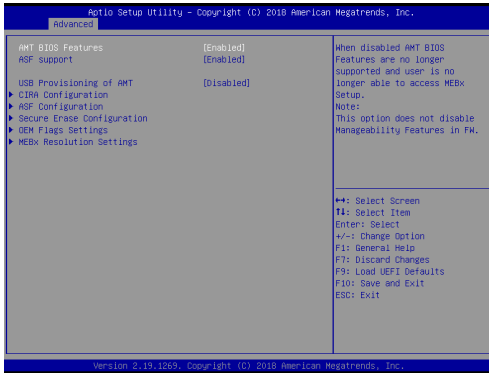 Aptio Setup Utility – Copyright (C) 2018 American Megatrends, Inc.
Advanced
AMT BIOS Features [Enabled]
ASF support [Enabled]
USB Provisioning of AMT [Disabled]
CIRA Configuration
ASF Configuration
Secure Erase Configuration
OEM Flags Settings
MEBx Resolution Settings
When disabled AMT BIOS
Features are no longer
supported and user is no
longer able to access MEBx
Setup.
Note:
This option does not disable
Manageability Features in FW.
↔: Select Screen
↑↓: Select Item
Enter: Select
+/-: Change Option
F1: General Help
F7: Discard Changes
F9: Load UEFI Defaults
F10: Save and Exit
ESC: Exit
Version 2.19.1269. Copyright (C) 2018 American Megatrends, Inc.